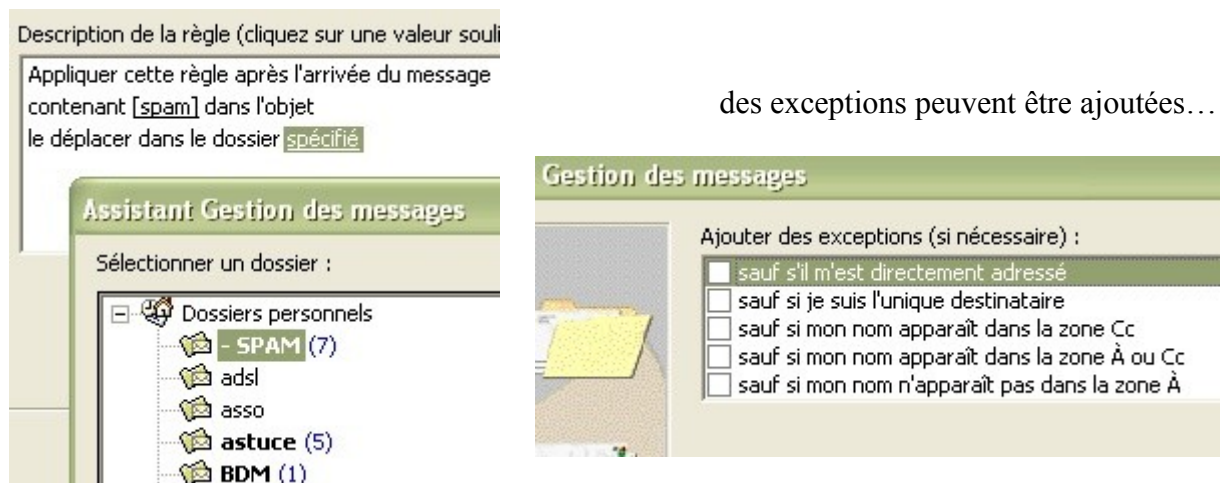 Description de la règle (cliquez sur une valeur
Appliquer cette règle après l'arrivée du message
contenant [spam] dans l'objet
le déplacer dans le dossier spécifié
Assistant Gestion des messages
Sélectionner un dossier :
Dossiers personnels
- SPAM (7)
adsl
asso
astuce (5)
BDM (1)
des exceptions peuvent être ajoutées…
Gestion des messages
Ajouter des exceptions (si nécessaire) :
sauf s'il m'est directement adressé
sauf si je suis l'unique destinataire
sauf si mon nom apparaît dans la zone Cc
sauf si mon nom apparaît dans la zone À ou Cc
sauf si mon nom n'apparaît pas dans la zone À